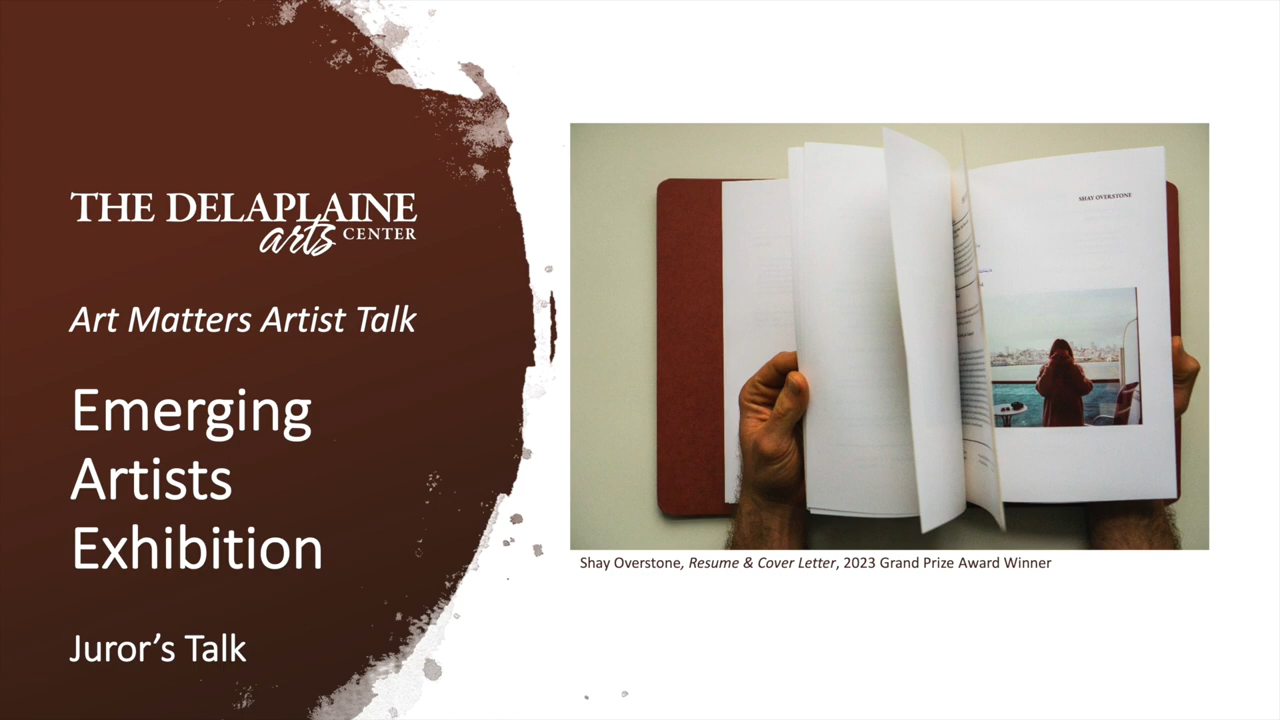 THE DELAPLAINE
arts CENTER
Art Matters Artist Talk
Emerging
Artists
Exhibition
Juror’s Talk
SHAY OVERSTONE
Shay Overstone, Resume & Cover Letter, 2023 Grand Prize Award Winner